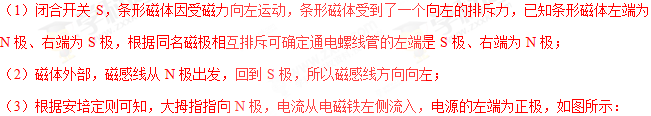 （1）闭合开关 S，条形磁体因受磁力向左运动，条形磁体受到了一个向左的排斥力，已知条形磁体左端为
N 极、右端为 S 极，根据同名磁极相互排斥可确定通电螺线管的左端是 S 极、右端为 N 极；
（2）磁体外部，磁感线从 N 极出发，回到 S 极，所以磁感线方向向左；
（3）根据安培定则可知，大拇指指向 N 极，电流从电磁铁左侧流入，电源的左端为正极，如图所示：